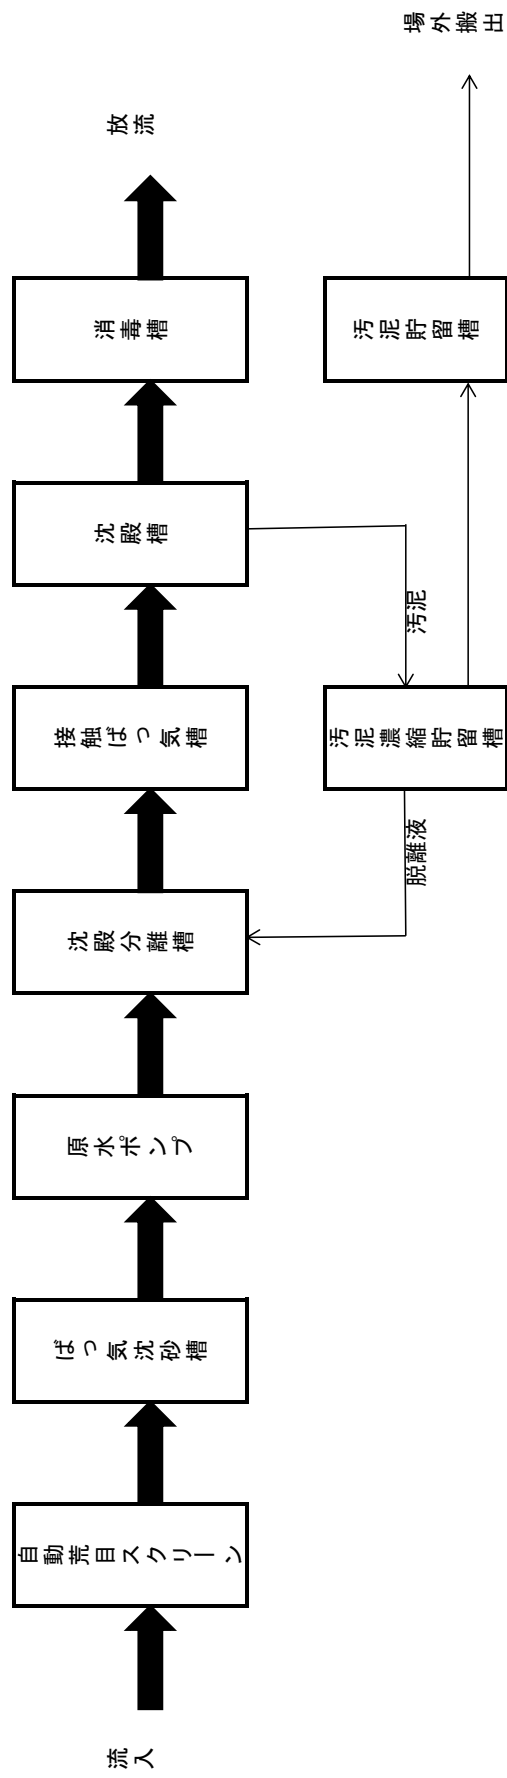 流入
自動荒目スクリーン
ばっ気沈砂槽
原水ポンプ
沈殿分離槽
接触ばっ気槽
沈殿槽
消毒槽
放流
脱離液
汚泥
汚泥濃縮貯留槽
汚泥貯留槽
場外搬出